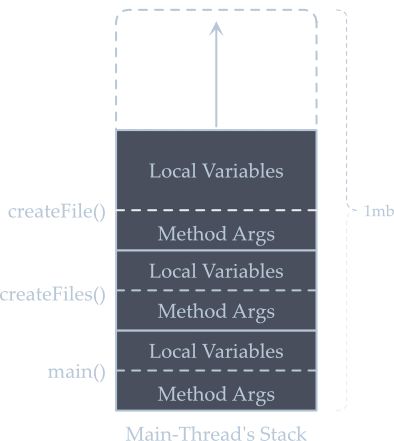 Local Variables
createFile()
1mb
Method Args
Local Variables
createFiles()
Method Args
Local Variables
main()
Method Args
Main-Thread's Stack